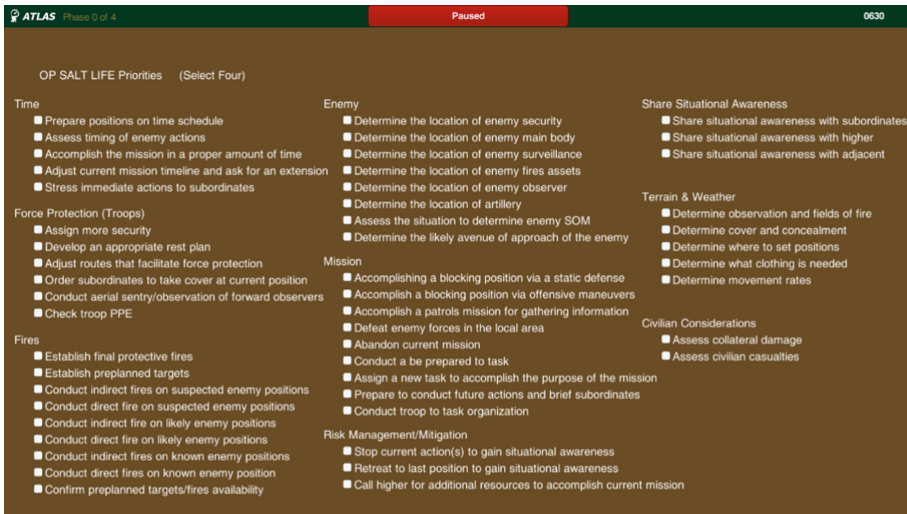 ATLAS Phase 0 of 4
Paused
0630
OP SALT LIFE Priorities (Select Four)
Time
Prepare positions on time schedule
Assess timing of enemy actions
Accomplish the mission in a proper amount of time
Adjust current mission timeline and ask for an extension
Stress immediate actions to subordinates
Force Protection (Troops)
Assign more security
Develop an appropriate rest plan
Adjust routes that facilitate force protection
Order subordinates to take cover at current position
Conduct aerial sentry/observation of forward observers
Check troop PPE
Fires
Establish final protective fires
Establish preplanned targets
Conduct indirect fires on suspected enemy positions
Conduct direct fire on suspected enemy positions
Conduct indirect fire on likely enemy positions
Conduct direct fire on likely enemy positions
Conduct indirect fires on known enemy positions
Conduct direct fires on known enemy position
Confirm preplanned targets/fires availability
Enemy
Determine the location of enemy security
Determine the location of enemy main body
Determine the location of enemy surveillance
Determine the location of enemy fires assets
Determine the location of enemy observer
Determine the location of artillery
Assess the situation to determine enemy SOM
Determine the likely avenue of approach of the enemy
Mission
Accomplishing a blocking position via a static defense
Accomplish a blocking position via offensive maneuvers
Accomplish a patrols mission for gathering information
Defeat enemy forces in the local area
Abandon current mission
Conduct a be prepared to task
Assign a new task to accomplish the purpose of the mission
Prepare to conduct future actions and brief subordinates
Conduct troop to task organization
Risk Management/Mitigation
Stop current action(s) to gain situational awareness
Retreat to last position to gain situational awareness
Call higher for additional resources to accomplish current mission
Share Situational Awareness
Share situational awareness with subordinates
Share situational awareness with higher
Share situational awareness with adjacent
Terrain & Weather
Determine observation and fields of fire
Determine cover and concealment
Determine where to set positions
Determine what clothing is needed
Determine movement rates
Civilian Considerations
Assess collateral damage
Assess civilian casualties